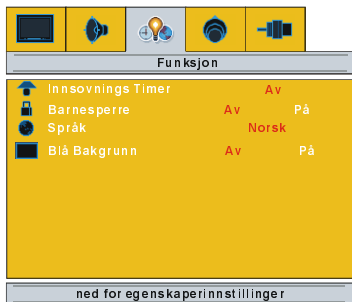 Funksjon
Innsovnings Timer Av
Barnesperre Av På
Språk Norsk
Blå Bakgrunn Av På
ned for egenskaperinnstillinger